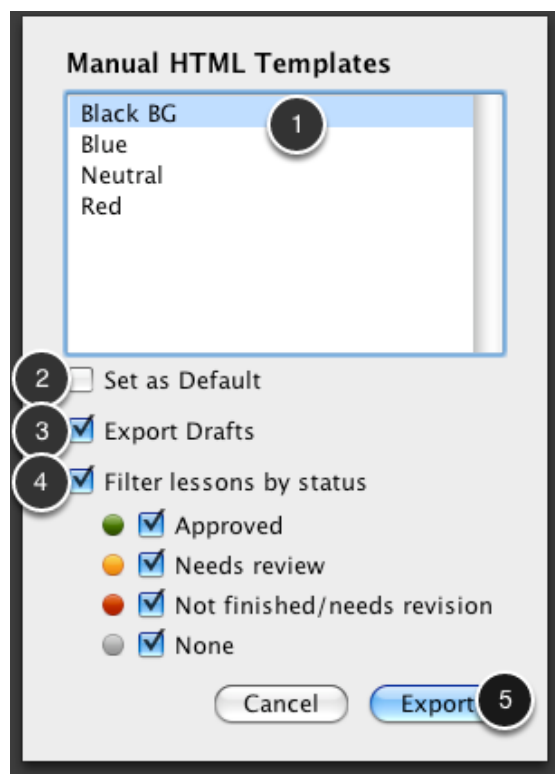 Manual HTML Templates
Black BG
1
Blue
Neutral
Red
2 Set as Default
3 Export Drafts
4 Filter lessons by status
Approved
Needs review
Not finished/needs revision
None
Cancel Export 5